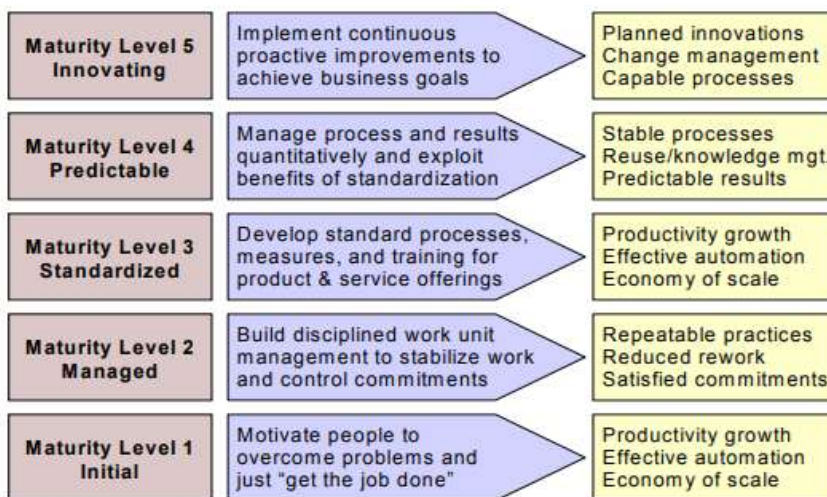 Maturity Level 5
Innovating
Implement continuous
proactive improvements to
achieve business goals
Planned innovations
Change management
Capable processes
Maturity Level 4
Predictable
Manage process and results
quantitatively and exploit
benefits of standardization
Stable processes
Reuse/knowledge mgt.
Predictable results
Maturity Level 3
Standardized
Develop standard processes,
measures, and training for
product & service offerings
Productivity growth
Effective automation
Economy of scale
Maturity Level 2
Managed
Build disciplined work unit
management to stabilize work
and control commitments
Repeatable practices
Reduced rework
Satisfied commitments
Maturity Level 1
Initial
Motivate people to
overcome problems and
just “get the job done”
Productivity growth
Effective automation
Economy of scale